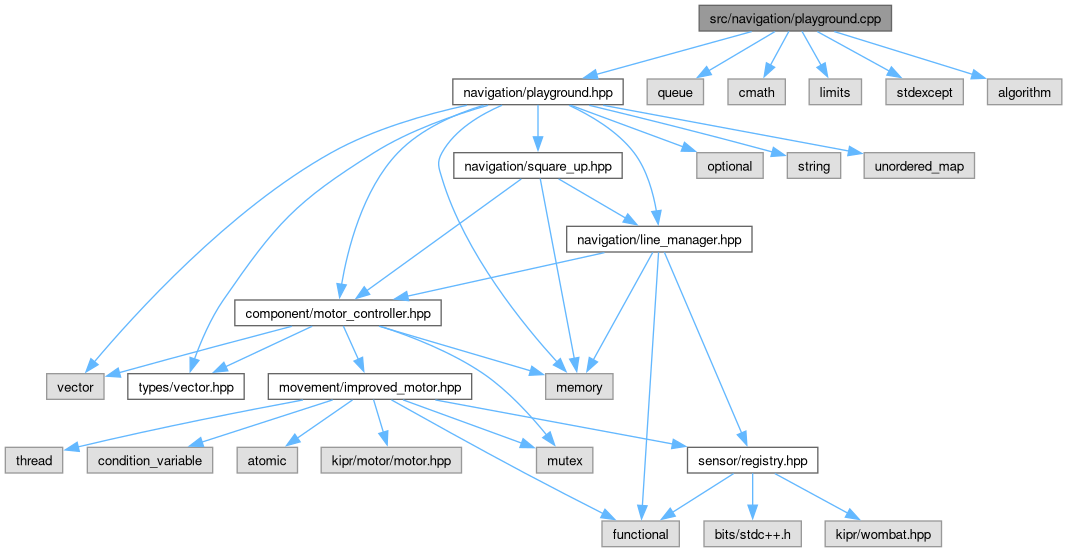 src/navigation/playground.cpp
navigation/playground.hpp
queue
cmath
limits
stdexcept
algorithm
navigation/square_up.hpp
optional
string
unordered_map
navigation/line_manager.hpp
component/motor_controller.hpp
vector
types/vector.hpp
movement/improved_motor.hpp
memory
thread
condition_variable
atomic
kipr/motor/motor.hpp
mutex
sensor/registry.hpp
functional
bits/stdc++.h
kipr/wombat.hpp